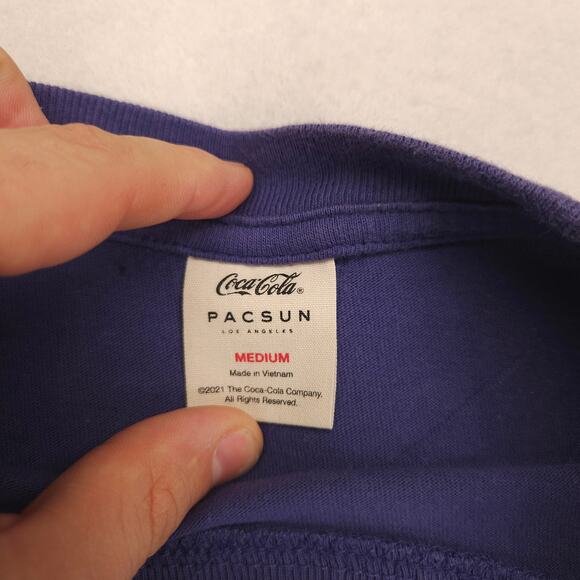 Coca-Cola®
PACSUN
LOS ANGELES
MEDIUM
Made in Vietnam
©2021 The Coca-Cola Company.
All Rights Reserved.